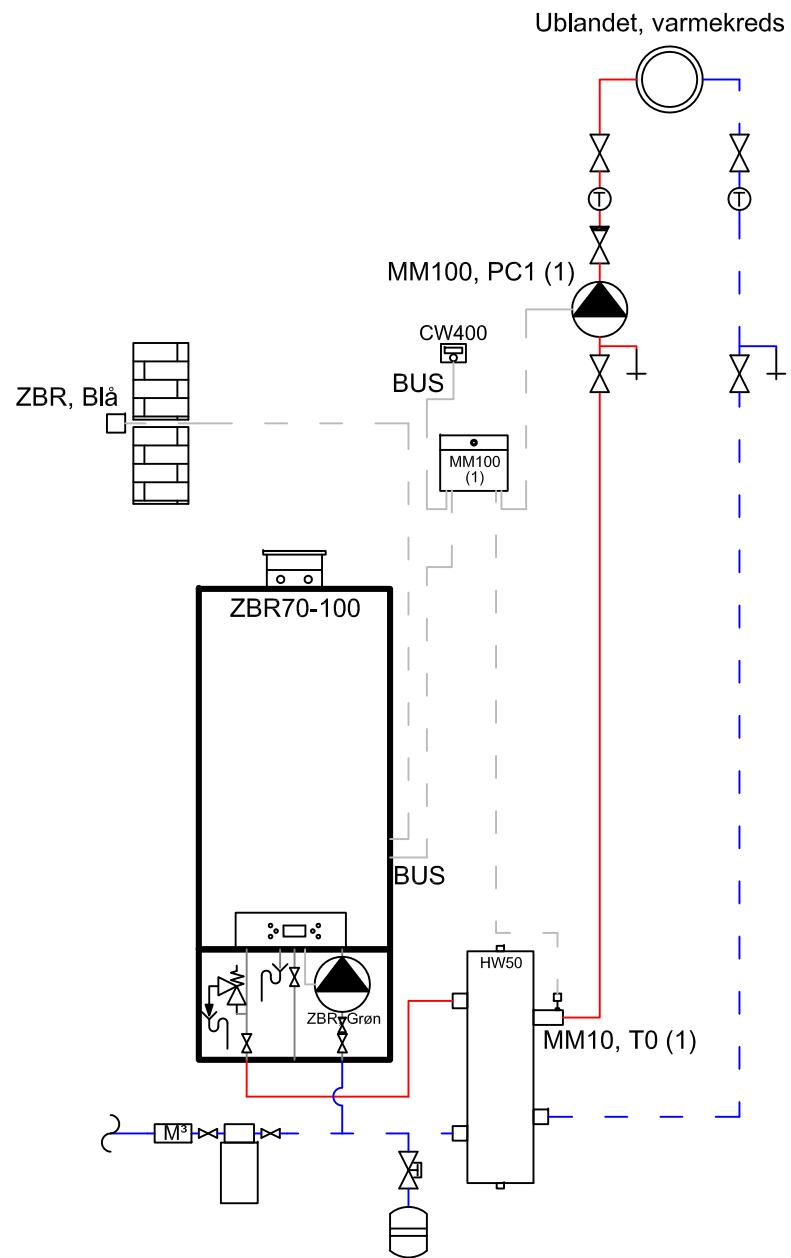 Ublandet, varmekreds
T
T
MM100, PC1 (1)
CW400
BUS
ZBR, Blå
MM100
(1)
ZBR70-100
BUS
HW50
ZBR, Grøn
MM10, T0 (1)
M³